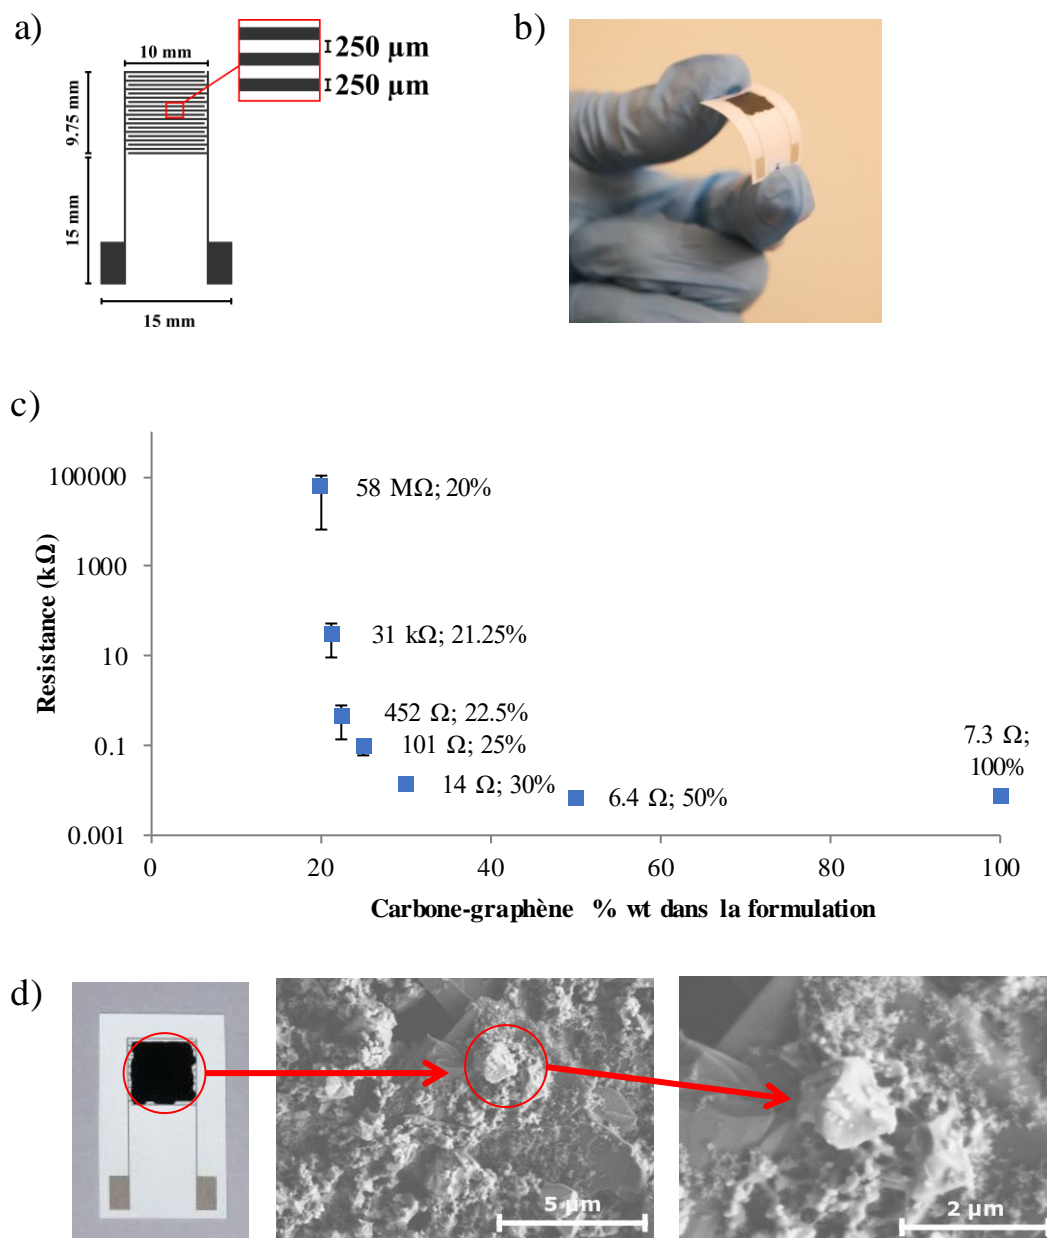 a)
10 mm
250 µm
250 µm
9.75 mm
15 mm
15 mm
b)
c)
Resistance (kΩ)
100000
1000
10
0.1
0.001
58 MΩ; 20%
31 kΩ; 21.25%
452 Ω; 22.5%
101 Ω; 25%
14 Ω; 30%
6.4 Ω; 50%
7.3 Ω;
100%
0
20
40
60
80
100
Carbone-graphène % wt dans la formulation
d)
5 µm
2 µm